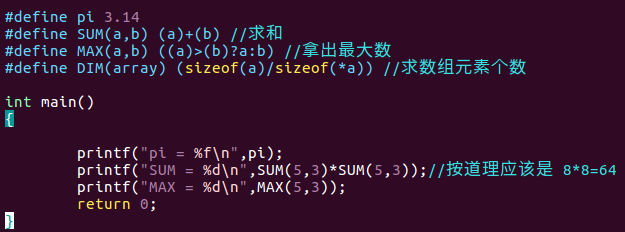 #define pi 3.14
#define SUM(a,b) (a)+(b) //求和
#define MAX(a,b) ((a)>(b)?a:b) //拿出最大数
#define DIM(array) (sizeof(a)/sizeof(*a)) //求数组元素个数
int main()
{
printf("pi = %f\n",pi);
printf("SUM = %d\n",SUM(5,3)*SUM(5,3));//按道理应该是 8*8=64
printf("MAX = %d\n",MAX(5,3));
return 0;
}